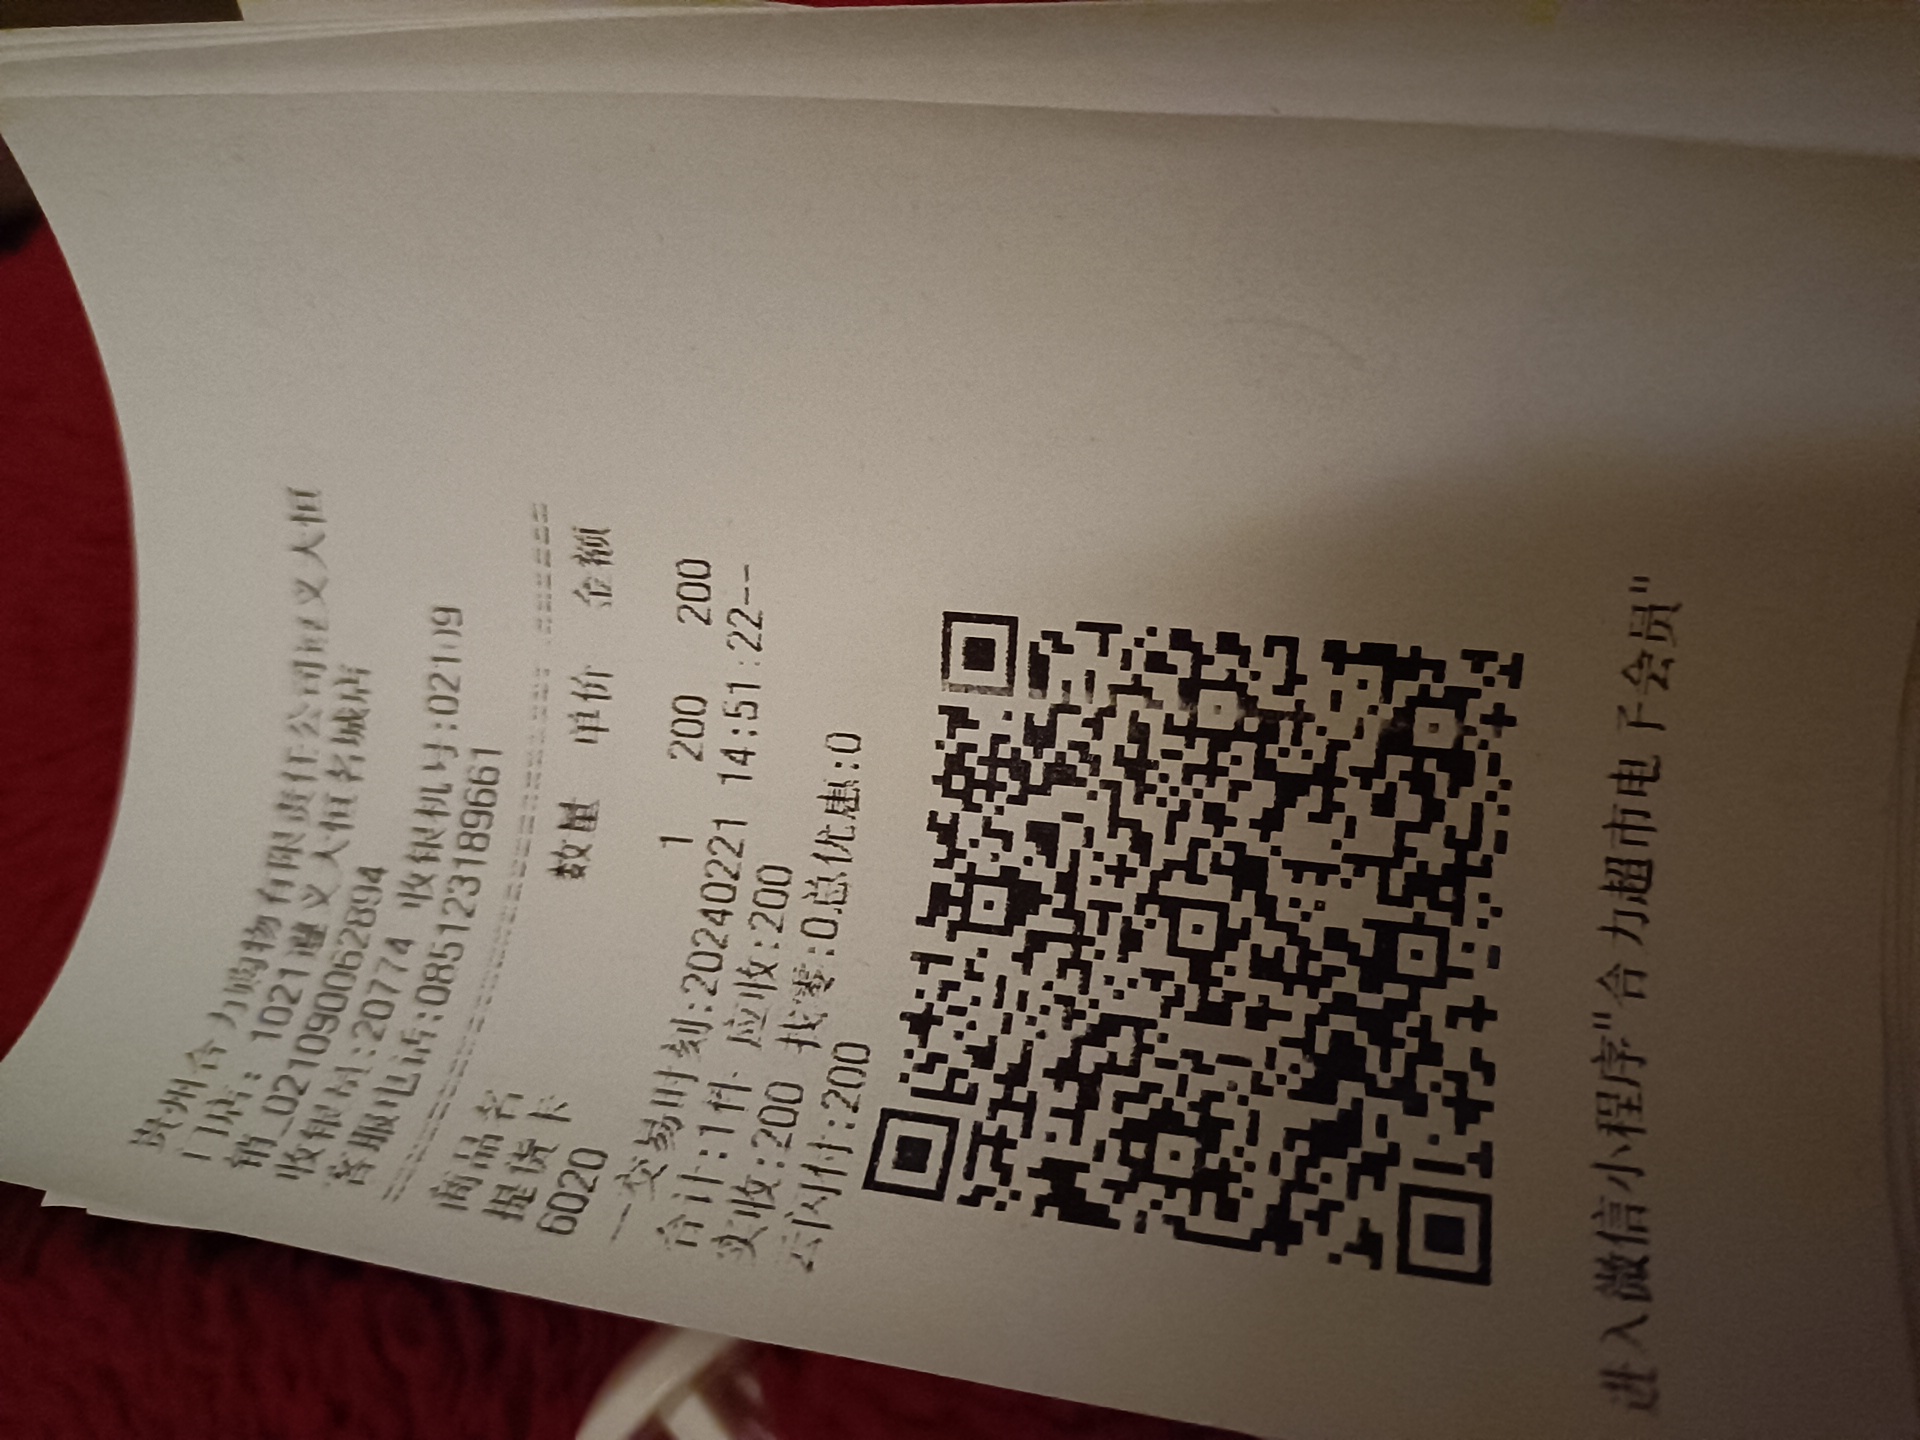 贵州合力购物有限责任公司遵义大恒
门店: 1021遵义大恒名城店
销_0210900628​94
收银员:20774 收银机号:02109
客服电话:085123189661
商品名 数量 单价 金额
提货卡
6020 1 200 200
—交易时刻:20240221 14:51:22--
合计:1件 应收:200
实收:200 找零:0总优惠:0
云闪付:200
进入微信小程序"合力超市电子会员"